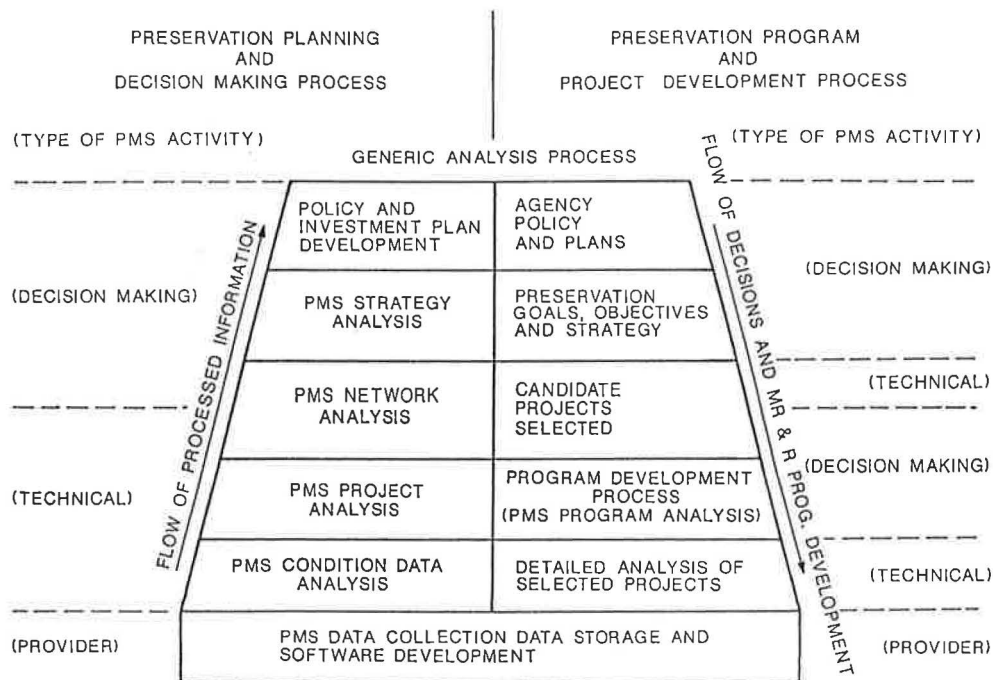 PRESERVATION PLANNING
AND
DECISION MAKING PROCESS
PRESERVATION PROGRAM
AND
PROJECT DEVELOPMENT PROCESS
(TYPE OF PMS ACTIVITY)
(TYPE OF PMS ACTIVITY)
GENERIC ANALYSIS PROCESS
POLICY AND
INVESTMENT PLAN
DEVELOPMENT
AGENCY
POLICY
AND PLANS
(DECISION MAKING)
(DECISION MAKING)
PMS STRATEGY
ANALYSIS
PRESERVATION
GOALS, OBJECTIVES
AND STRATEGY
PMS NETWORK
ANALYSIS
CANDIDATE
PROJECTS
SELECTED
(TECHNICAL)
(TECHNICAL)
PMS PROJECT
ANALYSIS
PROGRAM DEVELOPMENT
PROCESS
(PMS PROGRAM ANALYSIS)
(DECISION MAKING)
PMS CONDITION DATA
ANALYSIS
DETAILED ANALYSIS OF
SELECTED PROJECTS
(TECHNICAL)
(PROVIDER)
PMS DATA COLLECTION DATA STORAGE AND
SOFTWARE DEVELOPMENT
(PROVIDER)
FLOW OF PROCESSED INFORMATION
FLOW OF DECISIONS AND MR & R PROG. DEVELOPMENT